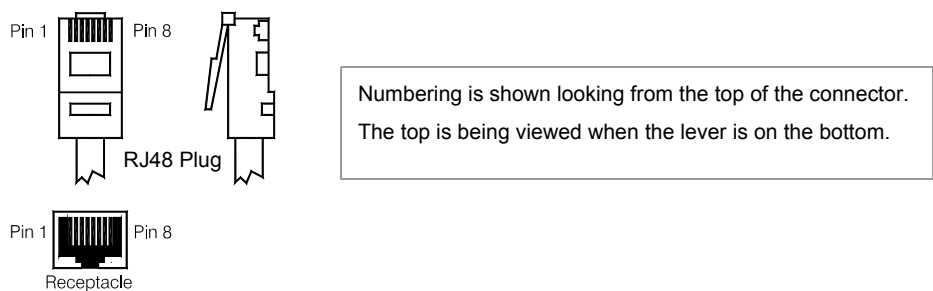 Pin 1 Pin 8
Numbering is shown looking from the top of the connector.
The top is being viewed when the lever is on the bottom.
RJ48 Plug
Pin 1 Pin 8
Receptacle